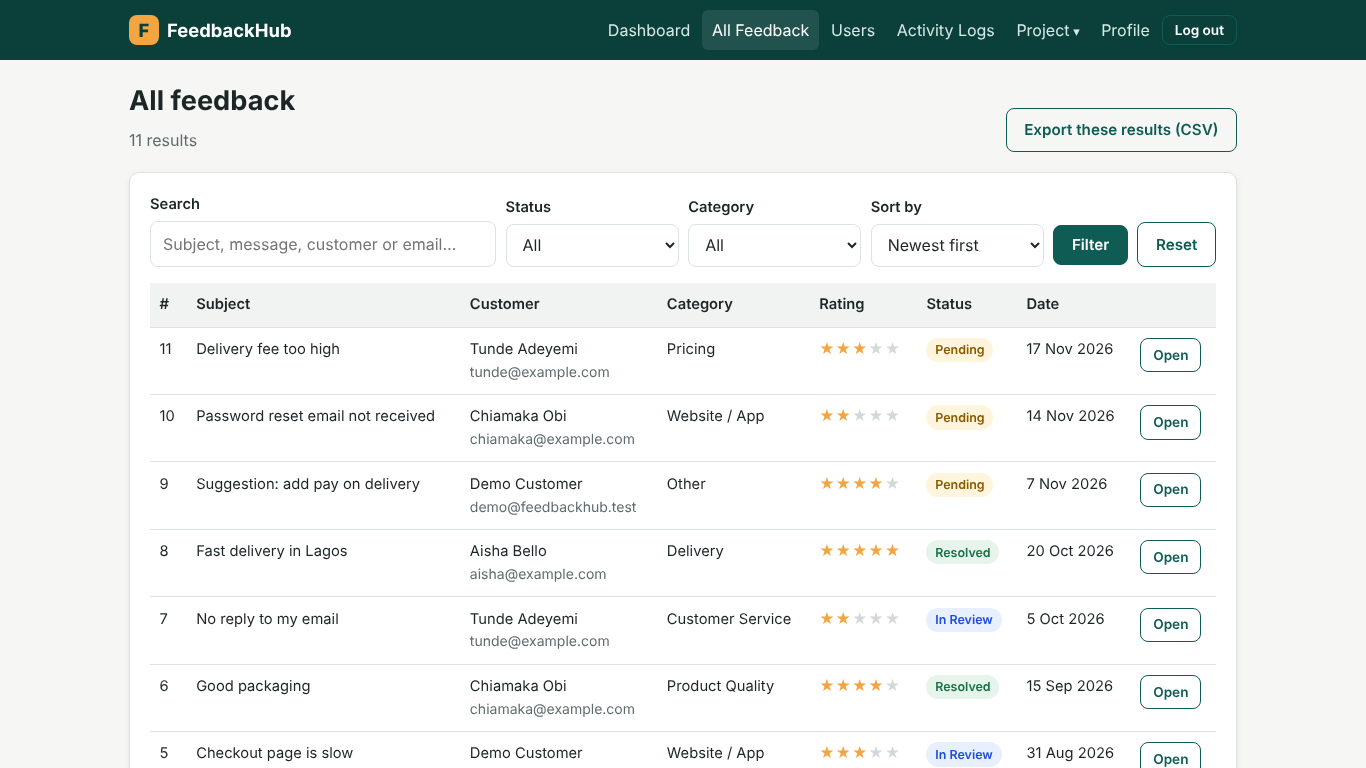 F FeedbackHub Dashboard All Feedback Users Activity Logs Project ▾ Profile Log out
All feedback
11 results
Export these results (CSV)
Search Status Category Sort by
Subject, message, customer or email... All All Newest first Filter Reset
# Subject Customer Category Rating Status Date
11 Delivery fee too high Tunde Adeyemi Pricing ★★★★★ Pending 17 Nov 2026 Open
tunde@example.com
10 Password reset email not received Chiamaka Obi Website / App ★★★★★ Pending 14 Nov 2026 Open
chiamaka@example.com
9 Suggestion: add pay on delivery Demo Customer Other ★★★★★ Pending 7 Nov 2026 Open
demo@feedbackhub.test
8 Fast delivery in Lagos Aisha Bello Delivery ★★★★★ Resolved 20 Oct 2026 Open
aisha@example.com
7 No reply to my email Tunde Adeyemi Customer Service ★★★★★ In Review 5 Oct 2026 Open
tunde@example.com
6 Good packaging Chiamaka Obi Product Quality ★★★★★ Resolved 15 Sep 2026 Open
chiamaka@example.com
5 Checkout page is slow Demo Customer Website / App ★★★★★ In Review 31 Aug 2026 Open